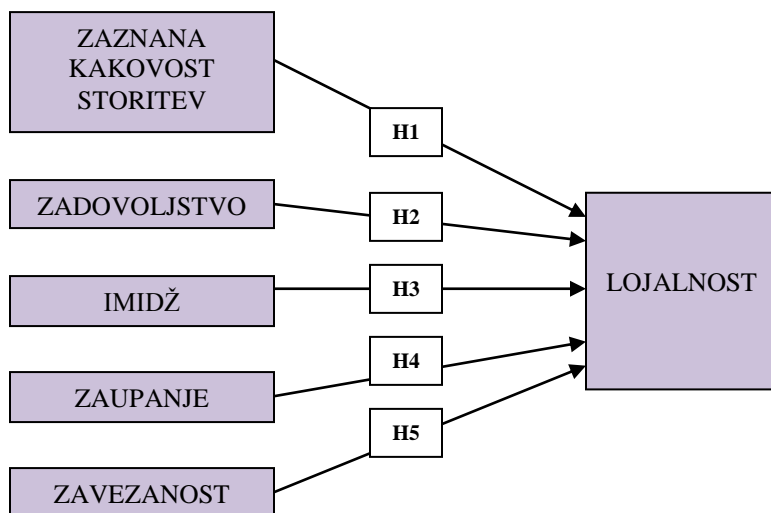 ZAZNANA
KAKOVOST
STORITEV
H1
ZADOVOLJSTVO
H2
IMIDŽ
H3
LOJALNOST
ZAUPANJE
H4
ZAVEZANOST
H5